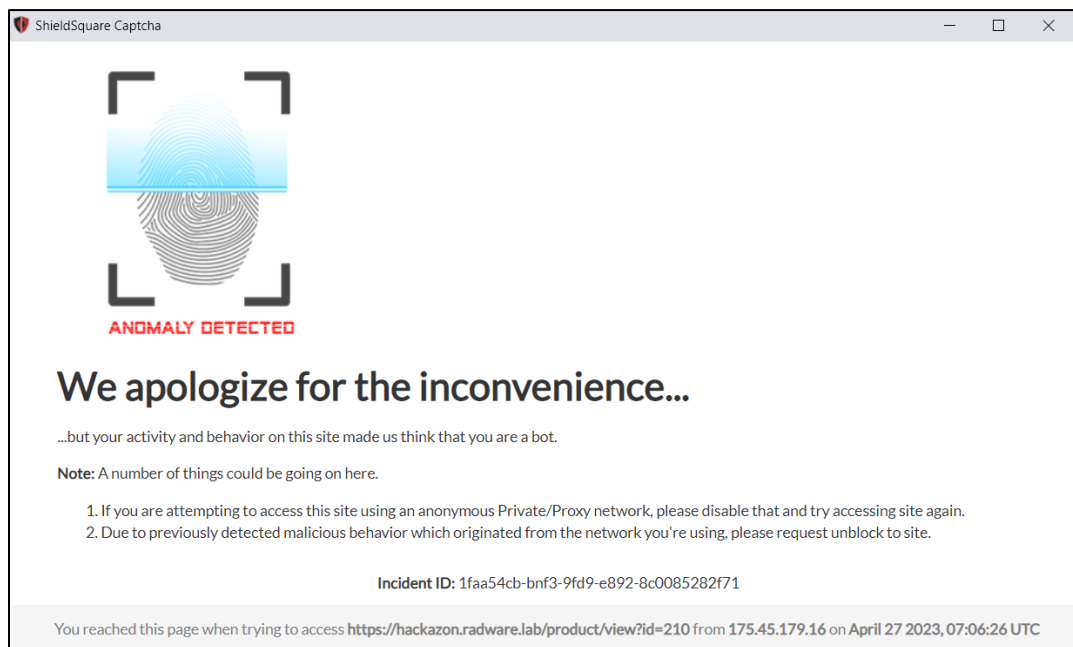 ShieldSquare Captcha
ANOMALY DETECTED
We apologize for the inconvenience...
...but your activity and behavior on this site made us think that you are a bot.
Note: A number of things could be going on here.
1. If you are attempting to access this site using an anonymous Private/Proxy network, please disable that and try accessing site again.
2. Due to previously detected malicious behavior which originated from the network you're using, please request unblock to site.
Incident ID: 1faa54cb-bnf3-9fd9-e892-8c0085282f71
You reached this page when trying to access https://hackazon.radware.lab/product/view?id=210 from 175.45.179.16 on April 27 2023, 07:06:26 UTC